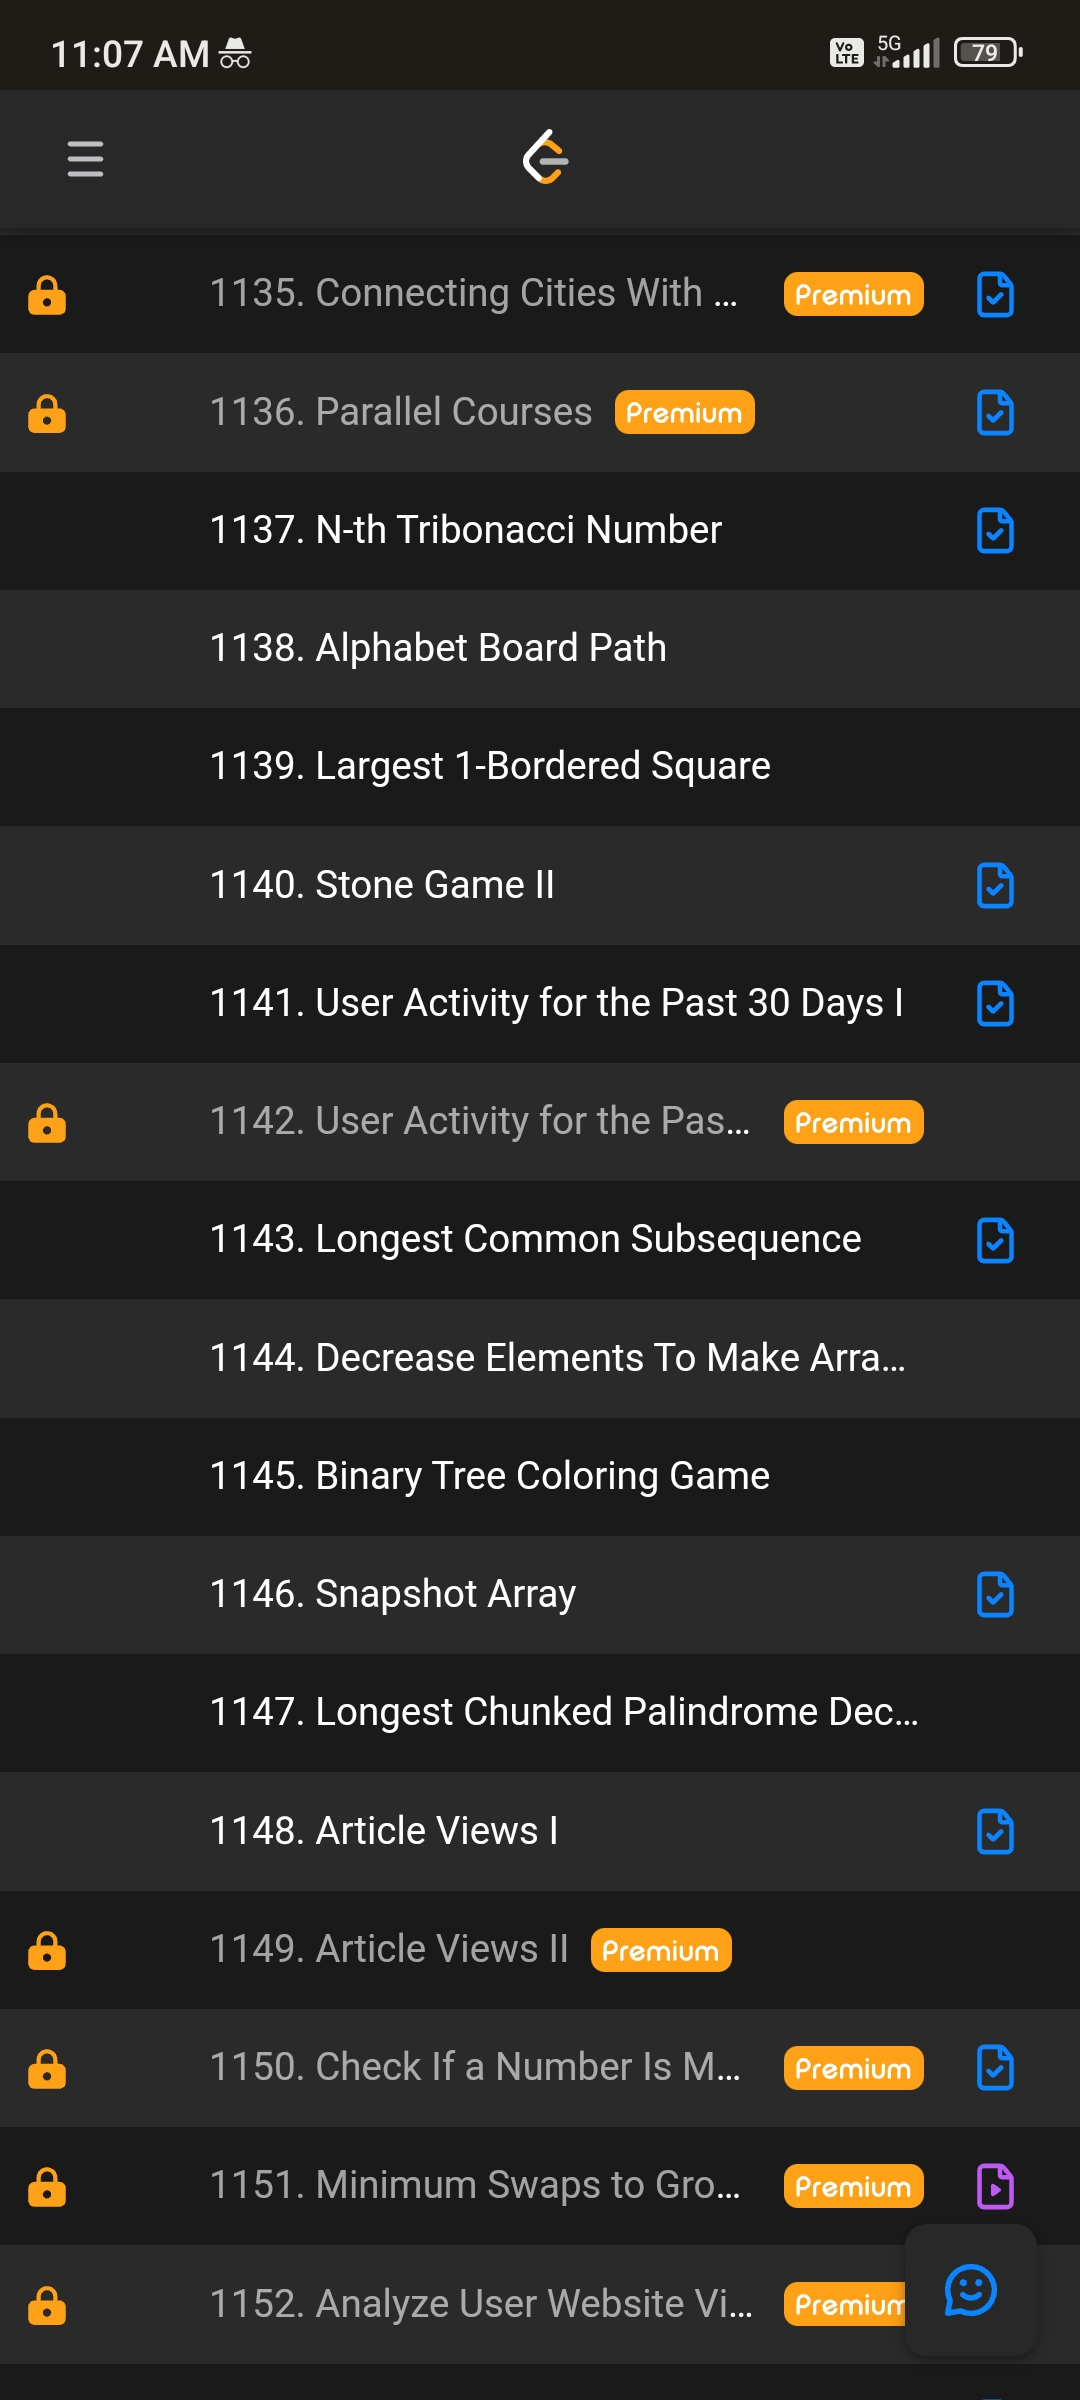 11:07 AM Vo LTE 5G 79
1135. Connecting Cities With ... Premium
1136. Parallel Courses Premium
1137. N-th Tribonacci Number
1138. Alphabet Board Path
1139. Largest 1-Bordered Square
1140. Stone Game II
1141. User Activity for the Past 30 Days I
1142. User Activity for the Pas... Premium
1143. Longest Common Subsequence
1144. Decrease Elements To Make Arra...
1145. Binary Tree Coloring Game
1146. Snapshot Array
1147. Longest Chunked Palindrome Dec...
1148. Article Views I
1149. Article Views II Premium
1150. Check If a Number Is M... Premium
1151. Minimum Swaps to Gro... Premium
1152. Analyze User Website Vi... Premium